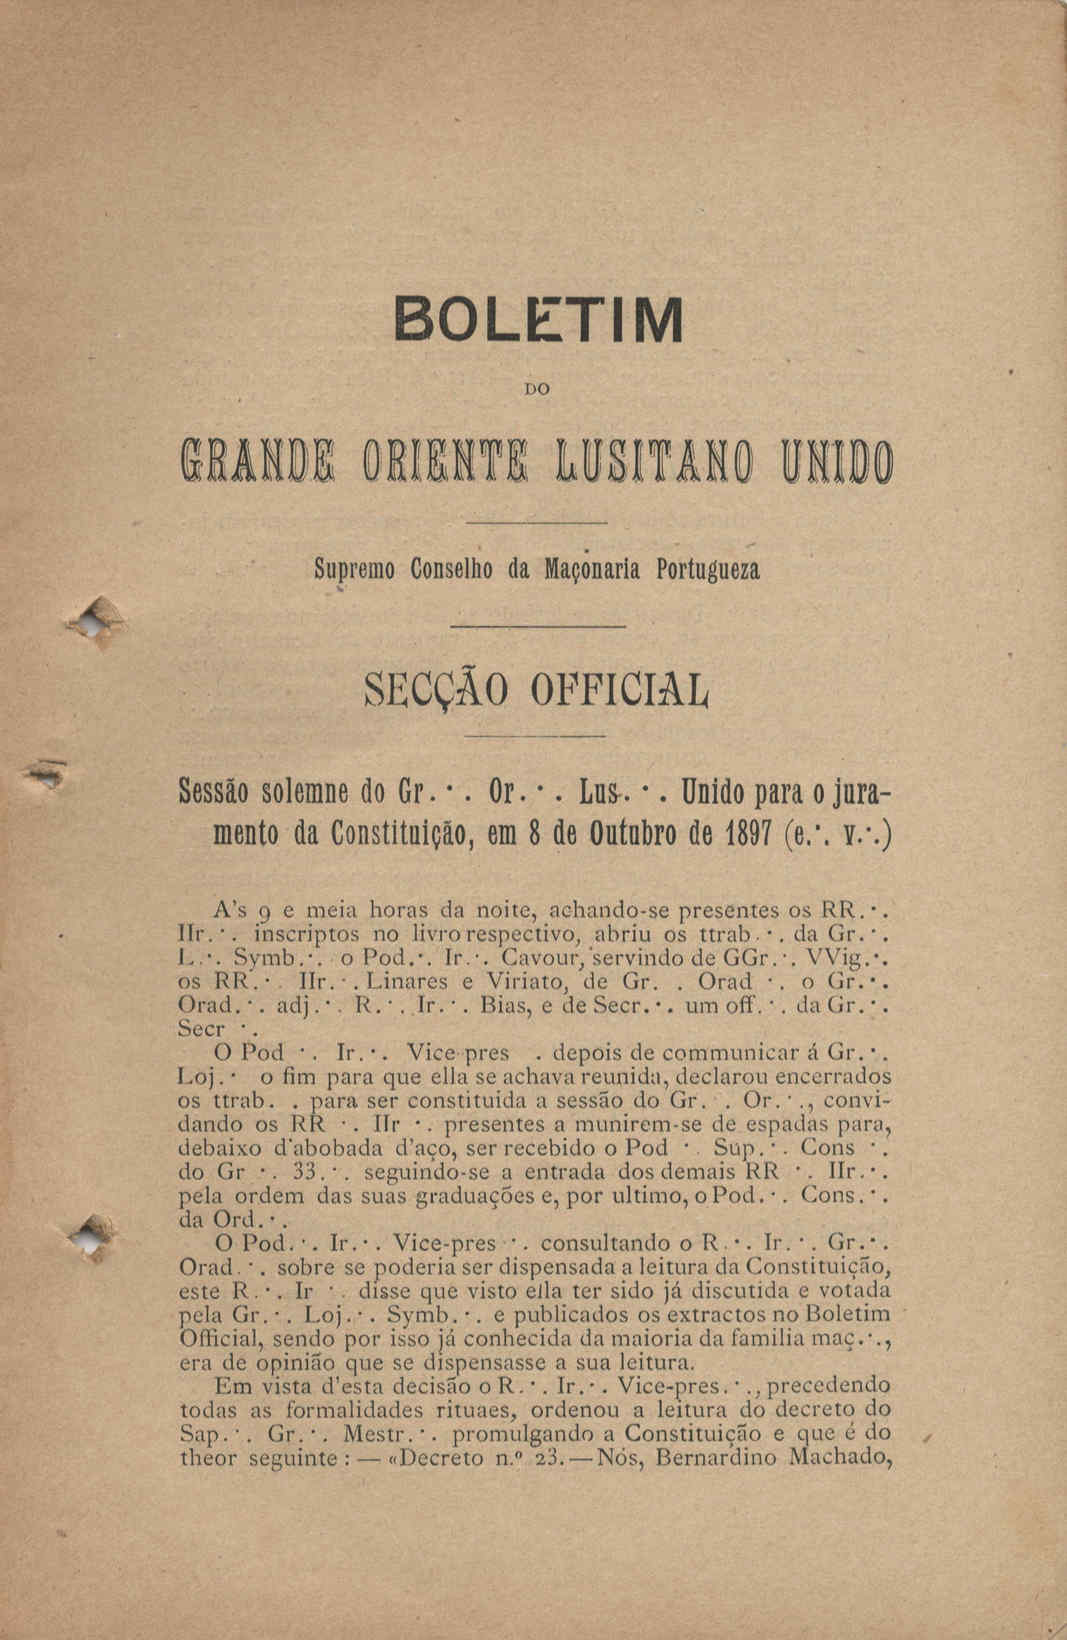 BOLETIM
DO
GRANDE ORIENTE LUSITANO UNIDO
Supremo Conselho da Maçonaria Portugueza
SECÇÃO OFFICIAL
Sessão solemne do Gr.·. Or.·. Lus.·. Unido para o jura-
mento da Constituição, em 8 de Outubro de 1897 (e.·. v.·.)
A's 9 e meia horas da noite, achando-se presentes os RR.·.
IIr.·. inscriptos no livro respectivo, abriu os ttrab.·. da Gr.·.
L.·. Symb.·. o Pod.·. Ir.·. Cavour, servindo de GGr.·. VVig.·.
os RR.·. IIr.·. Linares e Viriato, de Gr. . Orad ·. o Gr.·.
Orad.·. adj.·. R.·. Ir.·. Bias, e de Secr.·. um off.·. da Gr.·.
Secr ·.
O Pod ·. Ir.·. Vice-pres . depois de communicar á Gr.·.
Loj.· o fim para que ella se achava reunida, declarou encerrados
os ttrab. . para ser constituida a sessão do Gr. . Or.·., convi-
dando os RR ·. IIr ·. presentes a munirem-se de espadas para,
debaixo d'abobada d'aço, ser recebido o Pod ·. Sup.·. Cons ·.
do Gr ·. 33.·. seguindo-se a entrada dos demais RR ·. IIr.·.
pela ordem das suas graduações e, por ultimo, o Pod.·. Cons.·.
da Ord.·.
O Pod.·. Ir.·. Vice-pres ·. consultando o R.·. Ir.·. Gr.·.
Orad.·. sobre se poderia ser dispensada a leitura da Constituição,
este R.·. Ir ·. disse que visto ella ter sido já discutida e votada
pela Gr.·. Loj.·. Symb.·. e publicados os extractos no Boletim
Official, sendo por isso já conhecida da maioria da familia maç.·.,
era de opinião que se dispensasse a sua leitura.
Em vista d'esta decisão o R.·. Ir.·. Vice-pres.·., precedendo
todas as formalidades rituaes, ordenou a leitura do decreto do
Sap.·. Gr.·. Mestr.·. promulgando a Constituição e que é do
theor seguinte : — «Decreto n.º 23. — Nós, Bernardino Machado,